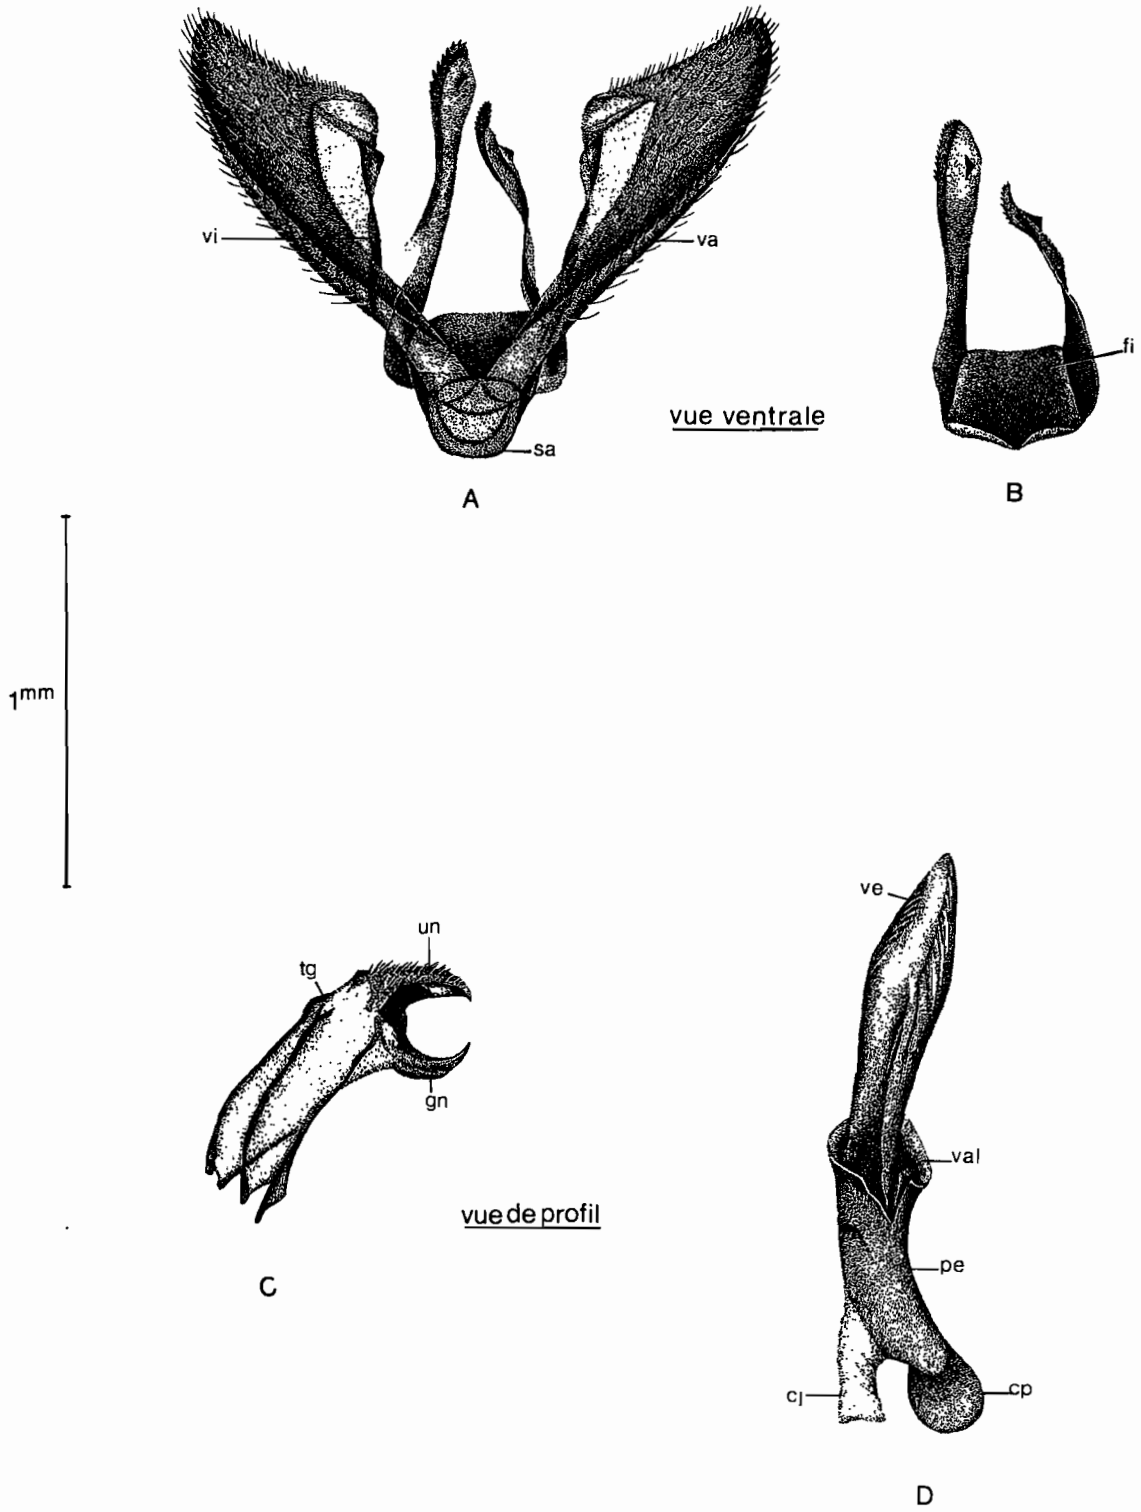 vi
va
fi
vue ventrale
sa
A
B
1mm
ve
un
tg
gn
val
vue de profil
pe
C
cj
cp
D